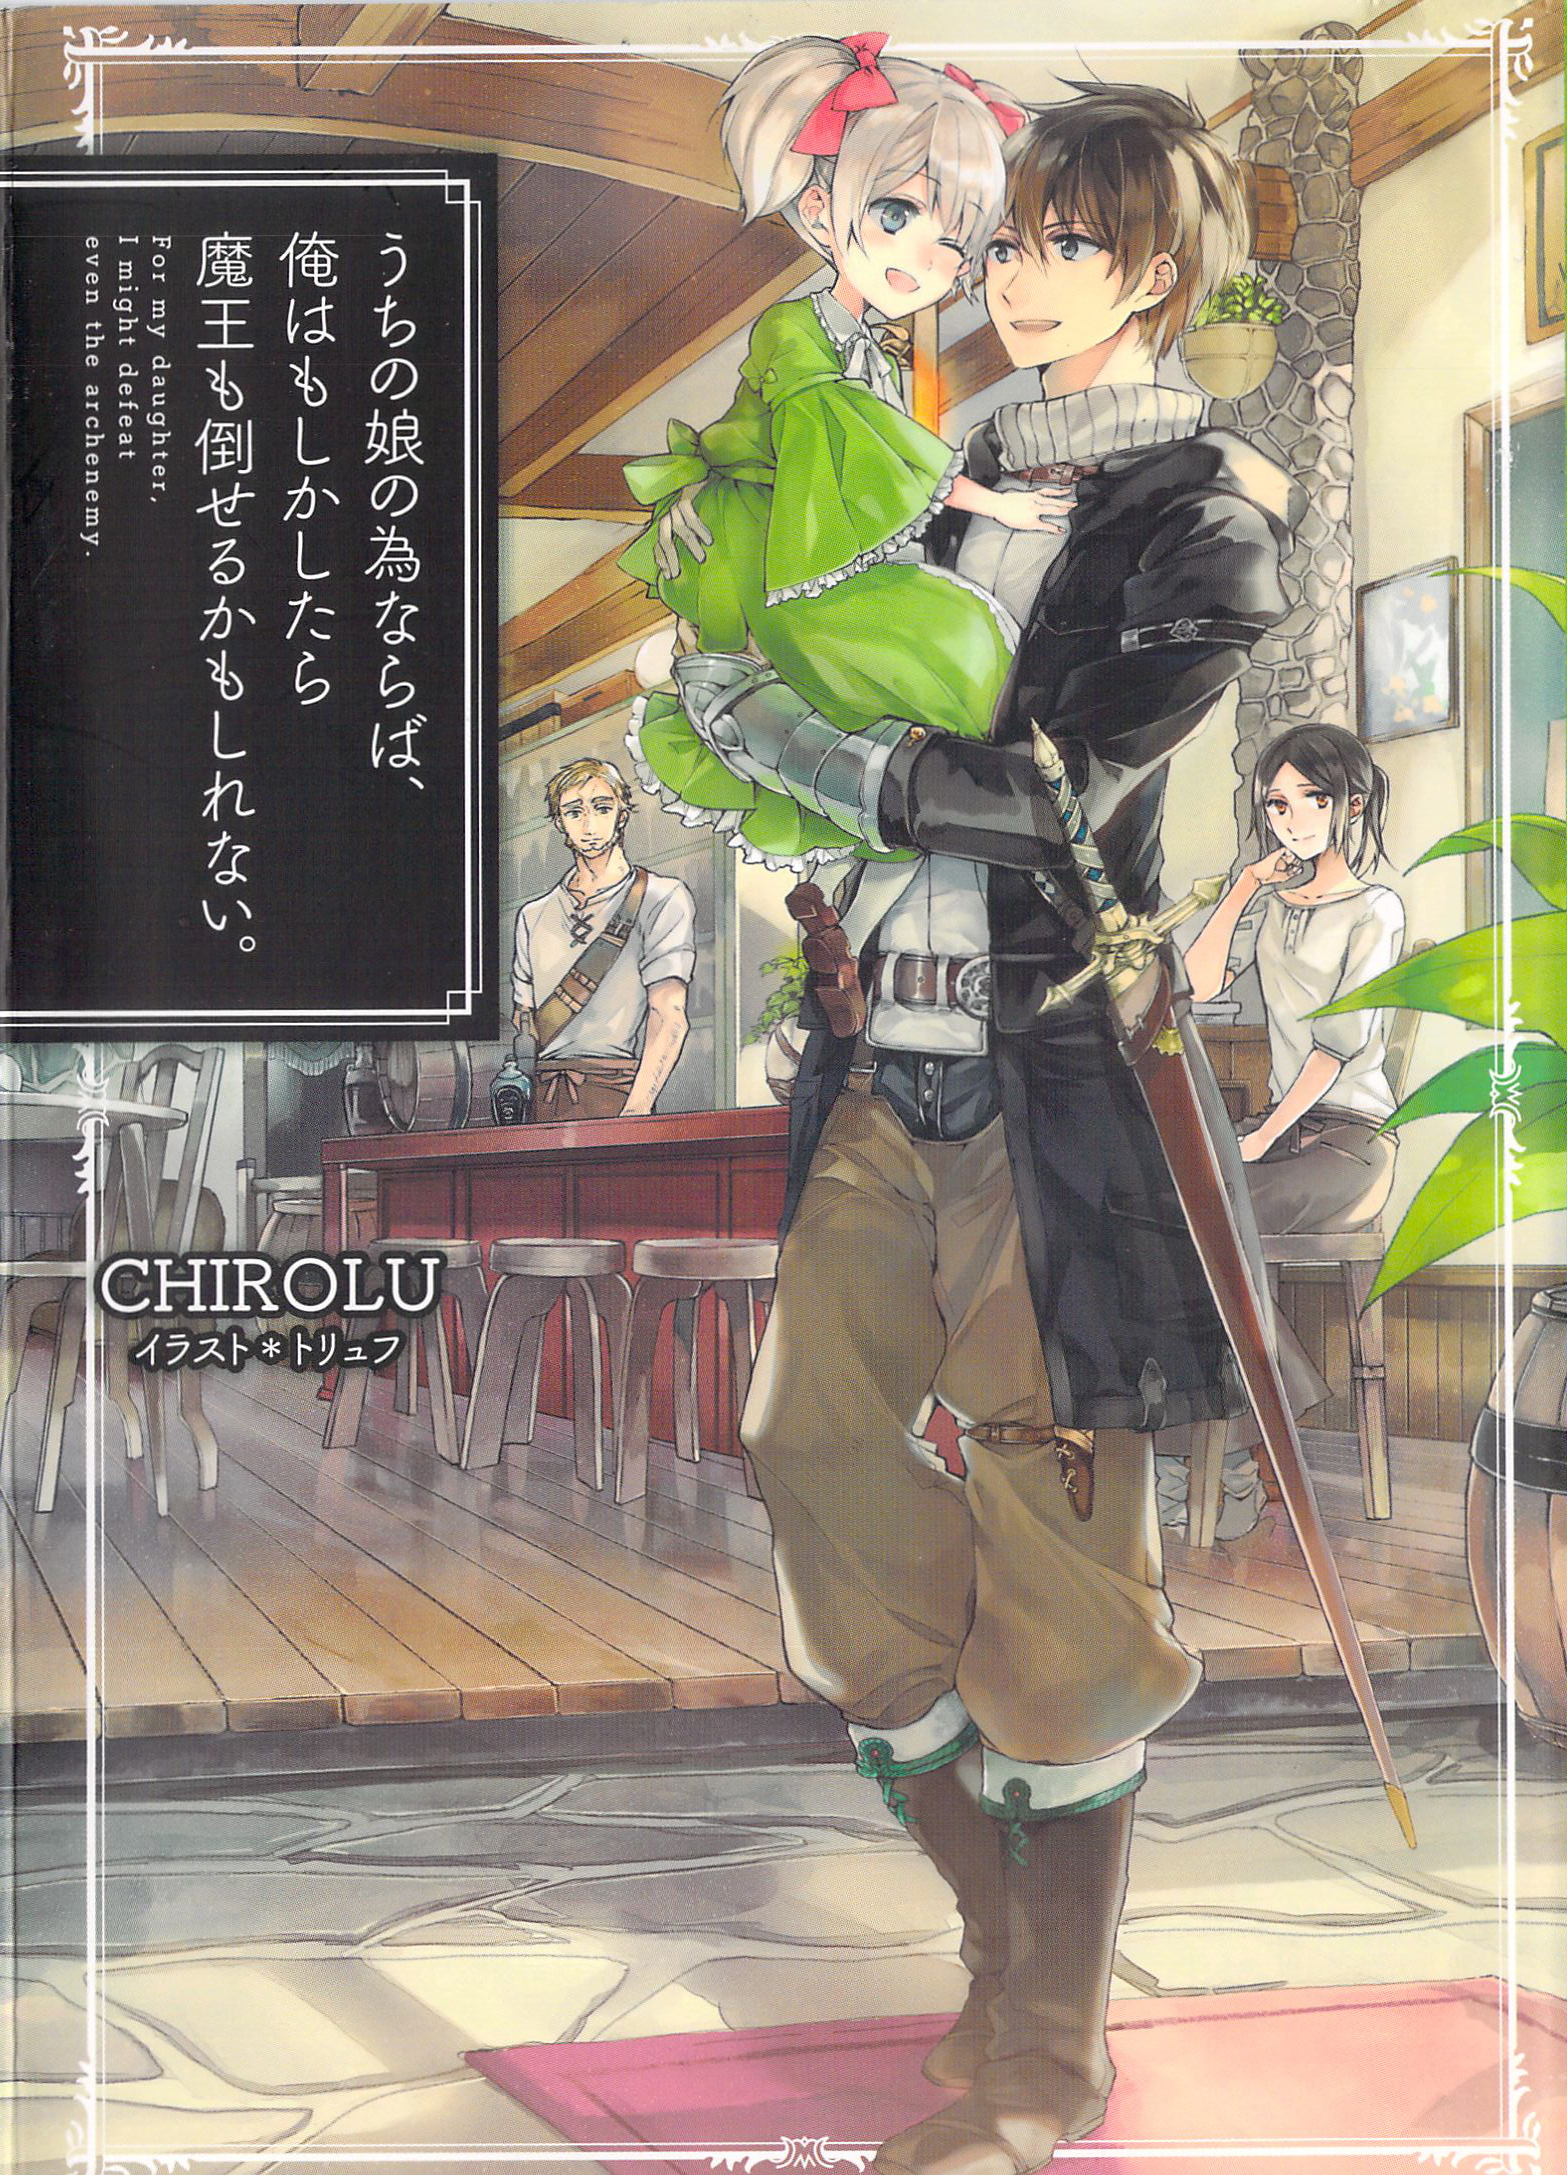 うちの娘の為ならば、
俺はもしかしたら
魔王も倒せるかもしれない。
For my daughter,
I might defeat
even the archenemy.
CHIROLU
イラスト＊トリュフ